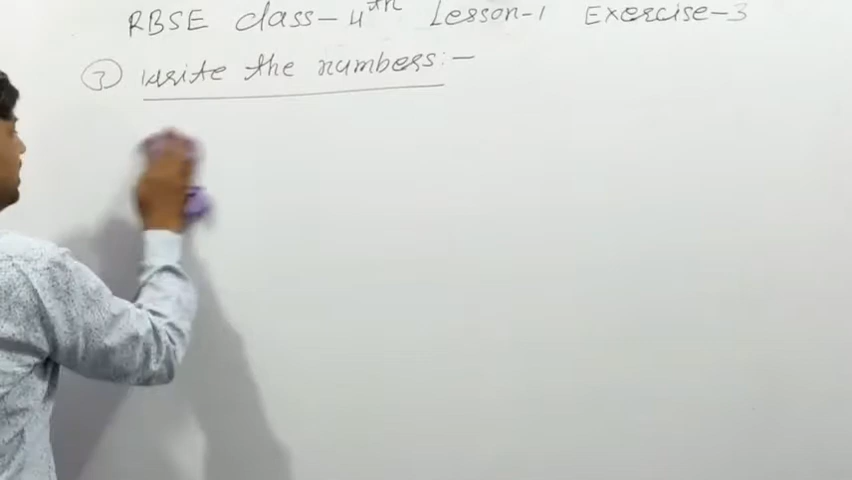 RBSE class-4th Lesson-1 Exercise-3
③ write the numbers:-